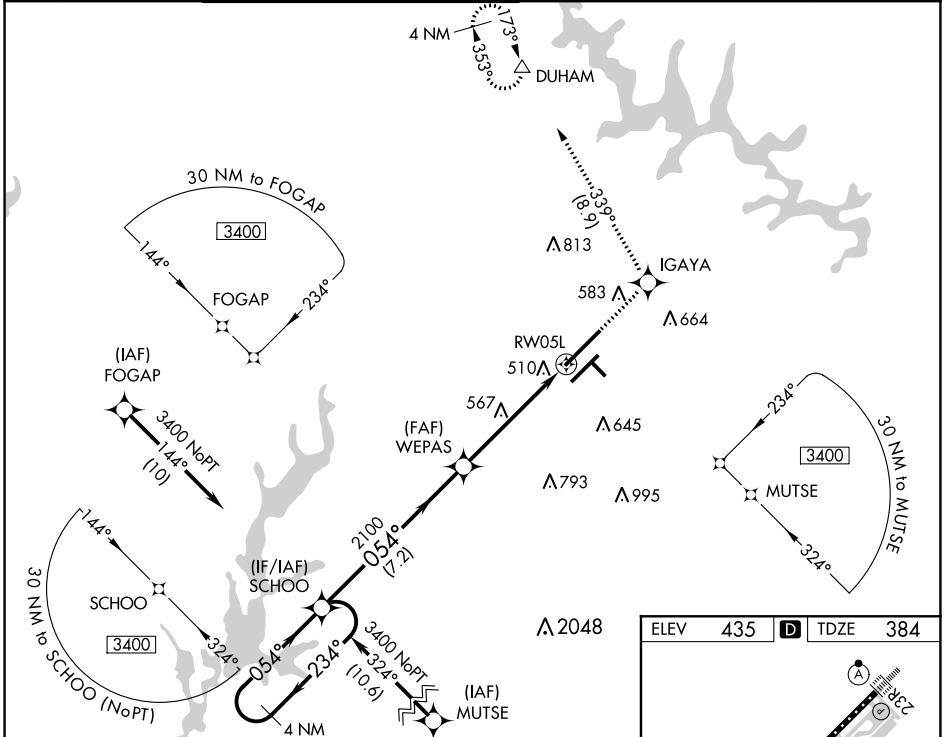 4 NM
173°
353°
DUHAM
30 NM to FOGAP
3400
144°
234°
FOGAP
339°
(8.9)
813
IGAYA
583
664
RW05L
510
(IAF)
FOGAP
3400 NoPT
144°
(10)
567
(FAF)
WEPAS
645
793
995
234°
3400
30 NM to MUTSE
MUTSE
324°
2100
054°
(7.2)
(IF/IAF)
SCHOO
144°
SCHOO
3400
324°
30 NM to SCHOO (NoPT)
054°
234°
4 NM
3400 NoPT
324°
(10.6)
(IAF)
MUTSE
2048
ELEV 435 D TDZE 384
A
23R
P